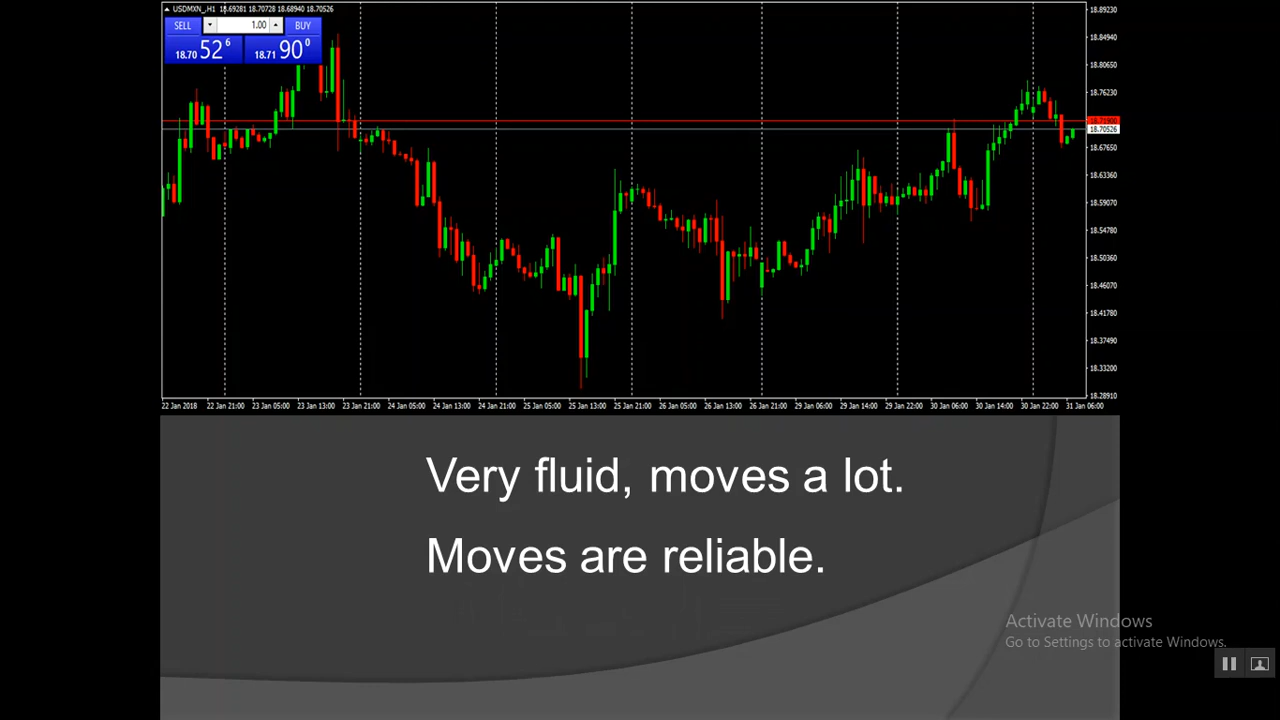 USDMXN_,H1 18.69281 18.70728 18.68940 18.70526
SELL 1.00 BUY
18.70 52 6 18.71 90 0
18.89230
18.84940
18.80650
18.76230
18.71900
18.70526
18.67650
18.63360
18.59070
18.54780
18.50360
18.46070
18.41780
18.37490
18.33200
18.28910
22 Jan 2018 22 Jan 21:00 23 Jan 05:00 23 Jan 13:00 23 Jan 21:00 24 Jan 05:00 24 Jan 13:00 24 Jan 21:00 25 Jan 05:00 25 Jan 13:00 25 Jan 21:00 26 Jan 05:00 26 Jan 13:00 26 Jan 21:00 29 Jan 06:00 29 Jan 14:00 29 Jan 22:00 30 Jan 06:00 30 Jan 14:00 30 Jan 22:00 31 Jan 06:00
Very fluid, moves a lot.
Moves are reliable.
Activate Windows
Go to Settings to activate Windows.